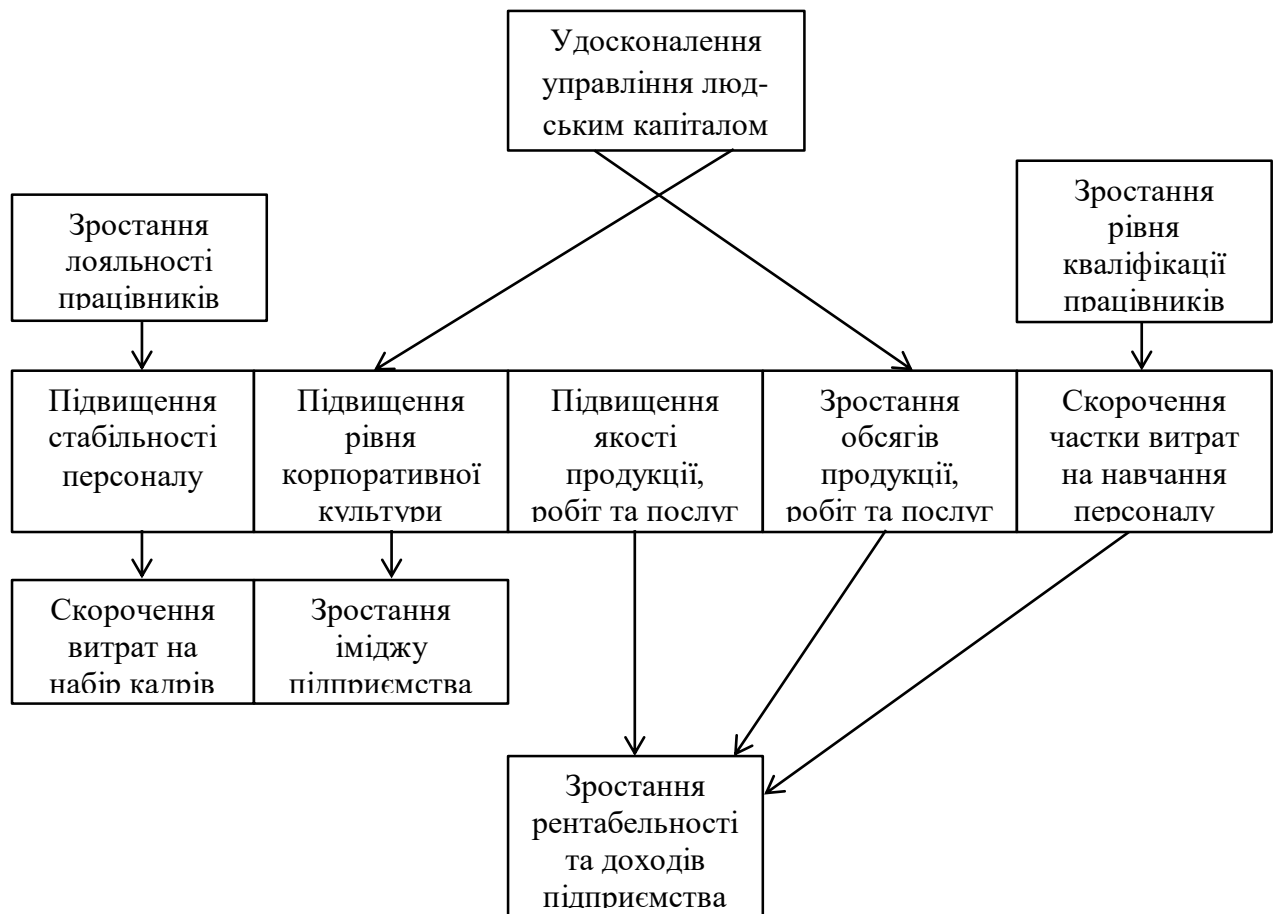 Удосконалення
управління люд-
ським капіталом
Зростання
лояльності
працівників
Зростання
рівня
кваліфікації
працівників
Підвищення
стабільності
персоналу
Підвищення
рівня
корпоративної
культури
Підвищення
якості
продукції,
робіт та послуг
Зростання
обсягів
продукції,
робіт та послуг
Скорочення
частки витрат
на навчання
персоналу
Скорочення
витрат на
набір кадрів
Зростання
іміджу
підприємства
Зростання
рентабельності
та доходів
підприємства